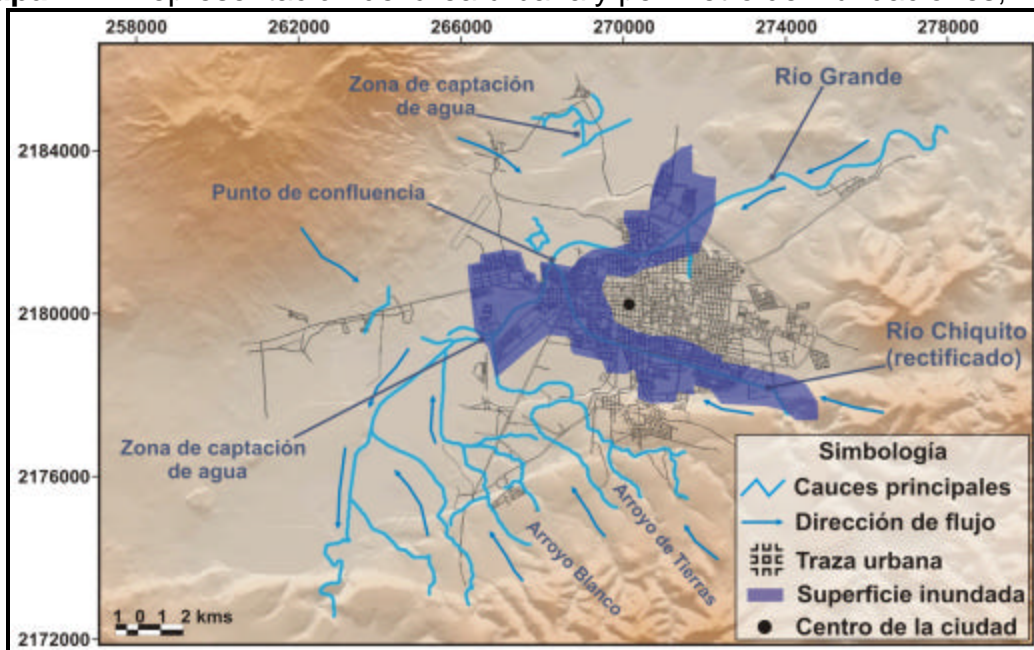 258000 262000 266000 270000 274000 278000
2184000
2180000
2176000
2172000
Zona de captación
de agua
Río Grande
Punto de confluencia
Río Chiquito
(rectificado)
Zona de captación
de agua
Arroyo Blanco
Arroyo de Tierras
1 0 1 2 kms
Simbología
Cauces principales
Dirección de flujo
Traza urbana
Superficie inundada
Centro de la ciudad